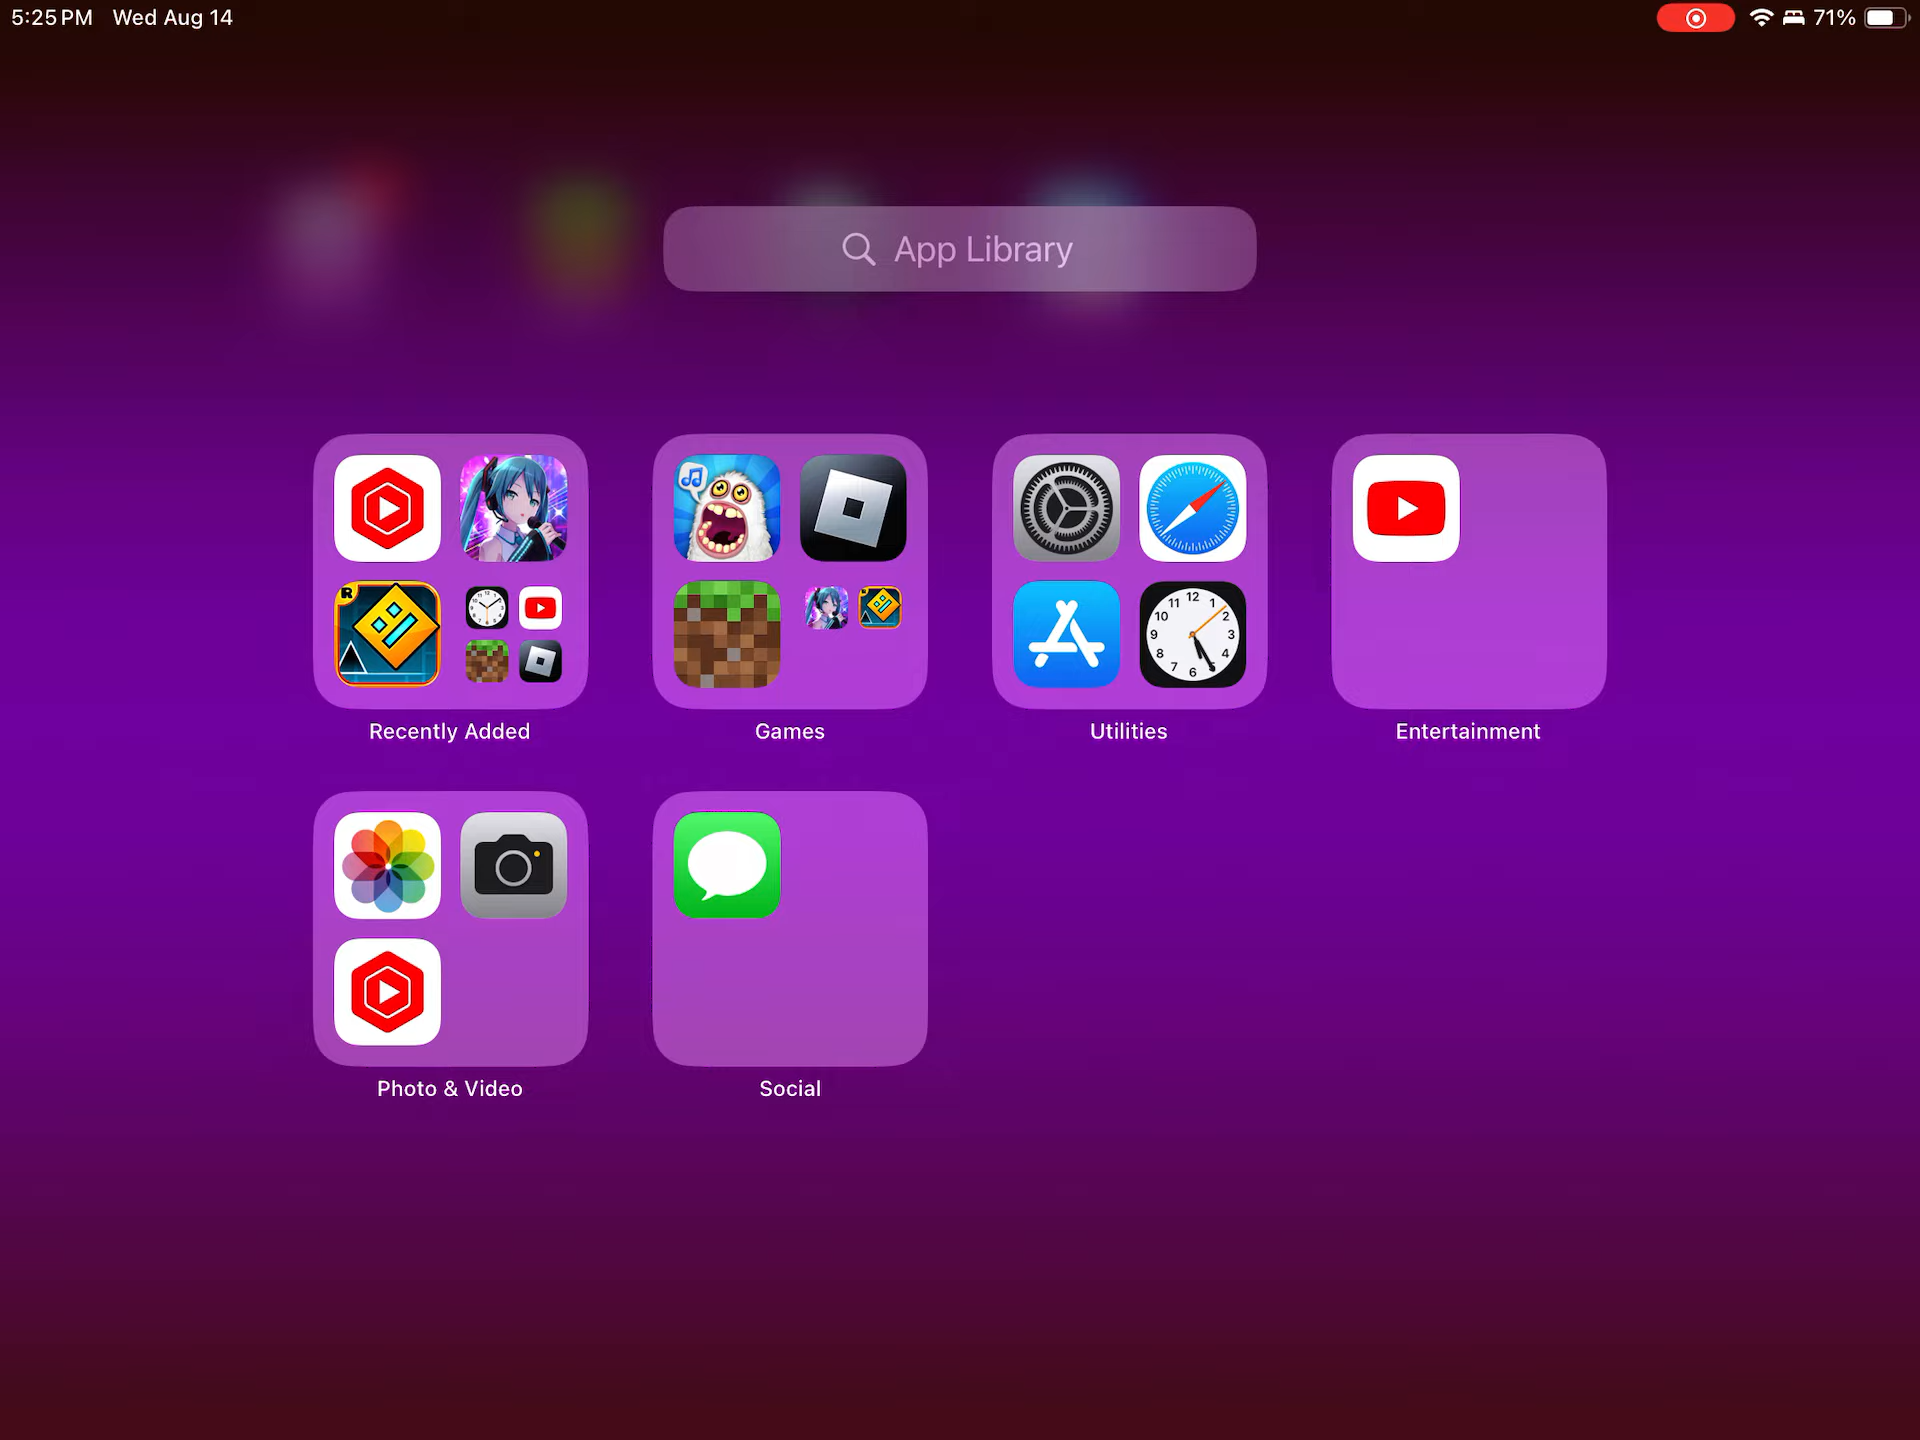 5:25 PM Wed Aug 14
71%
App Library
Recently Added
Games
Utilities
Entertainment
Photo & Video
Social